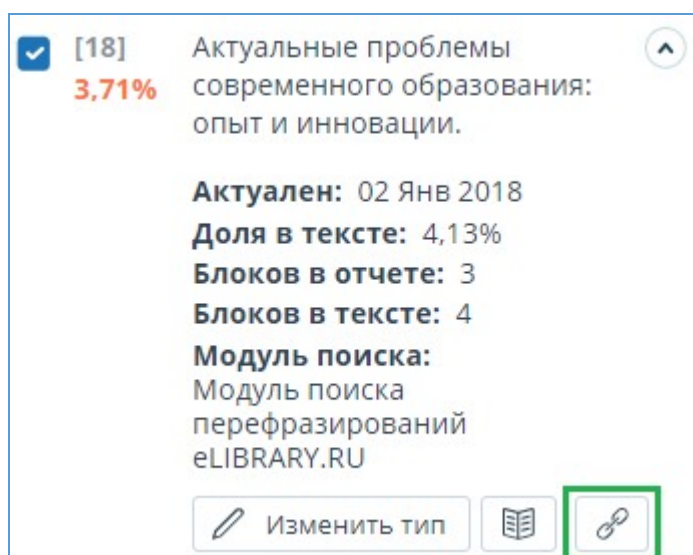 [18] Актуальные проблемы
3,71% современного образования:
опыт и инновации.
Актуален: 02 Янв 2018
Доля в тексте: 4,13%
Блоков в отчете: 3
Блоков в тексте: 4
Модуль поиска:
Модуль поиска
перефразирований
eLIBRARY.RU
Изменить тип